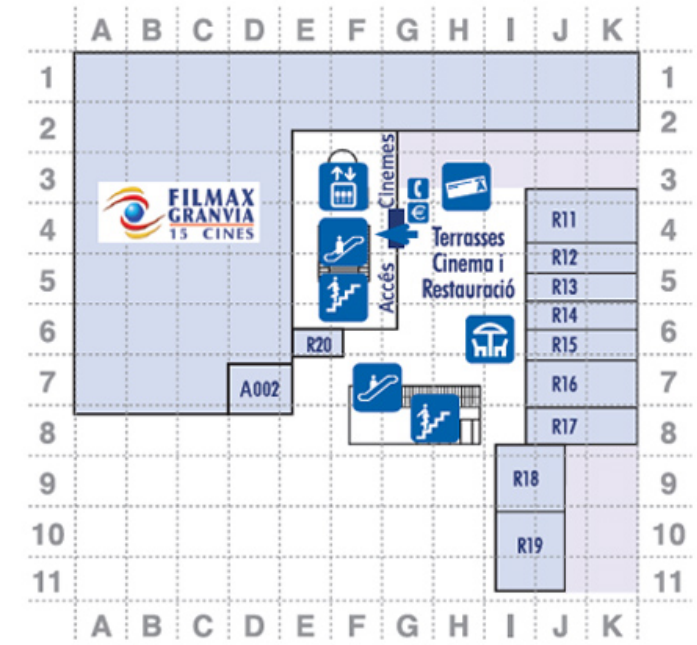 A B C D E F G H I J K
1 1
2 2
3 3
4 4
5 5
6 6
7 7
8 8
9 9
10 10
11 11
FILMAX
GRANVIA
15 CINES
Accés Cinemes
€
Terrasses
Cinema i
Restauració
R11
R12
R13
R14
R15
R16
R17
R18
R19
R20
A002
A B C D E F G H I J K